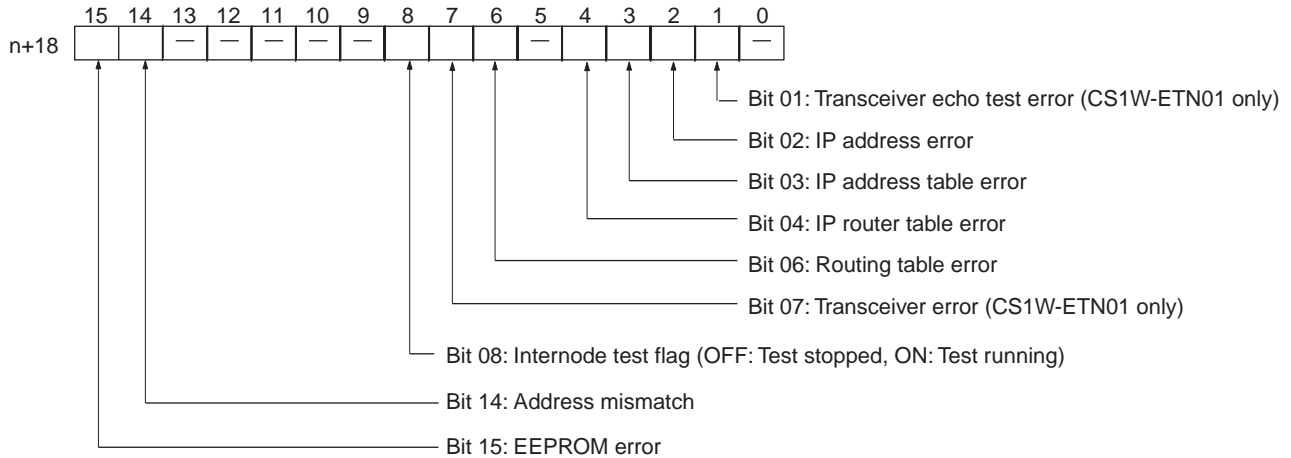 15 14 13 12 11 10 9 8 7 6 5 4 3 2 1 0
n+18 — — — — — — —
Bit 01: Transceiver echo test error (CS1W-ETN01 only)
Bit 02: IP address error
Bit 03: IP address table error
Bit 04: IP router table error
Bit 06: Routing table error
Bit 07: Transceiver error (CS1W-ETN01 only)
Bit 08: Internode test flag (OFF: Test stopped, ON: Test running)
Bit 14: Address mismatch
Bit 15: EEPROM error